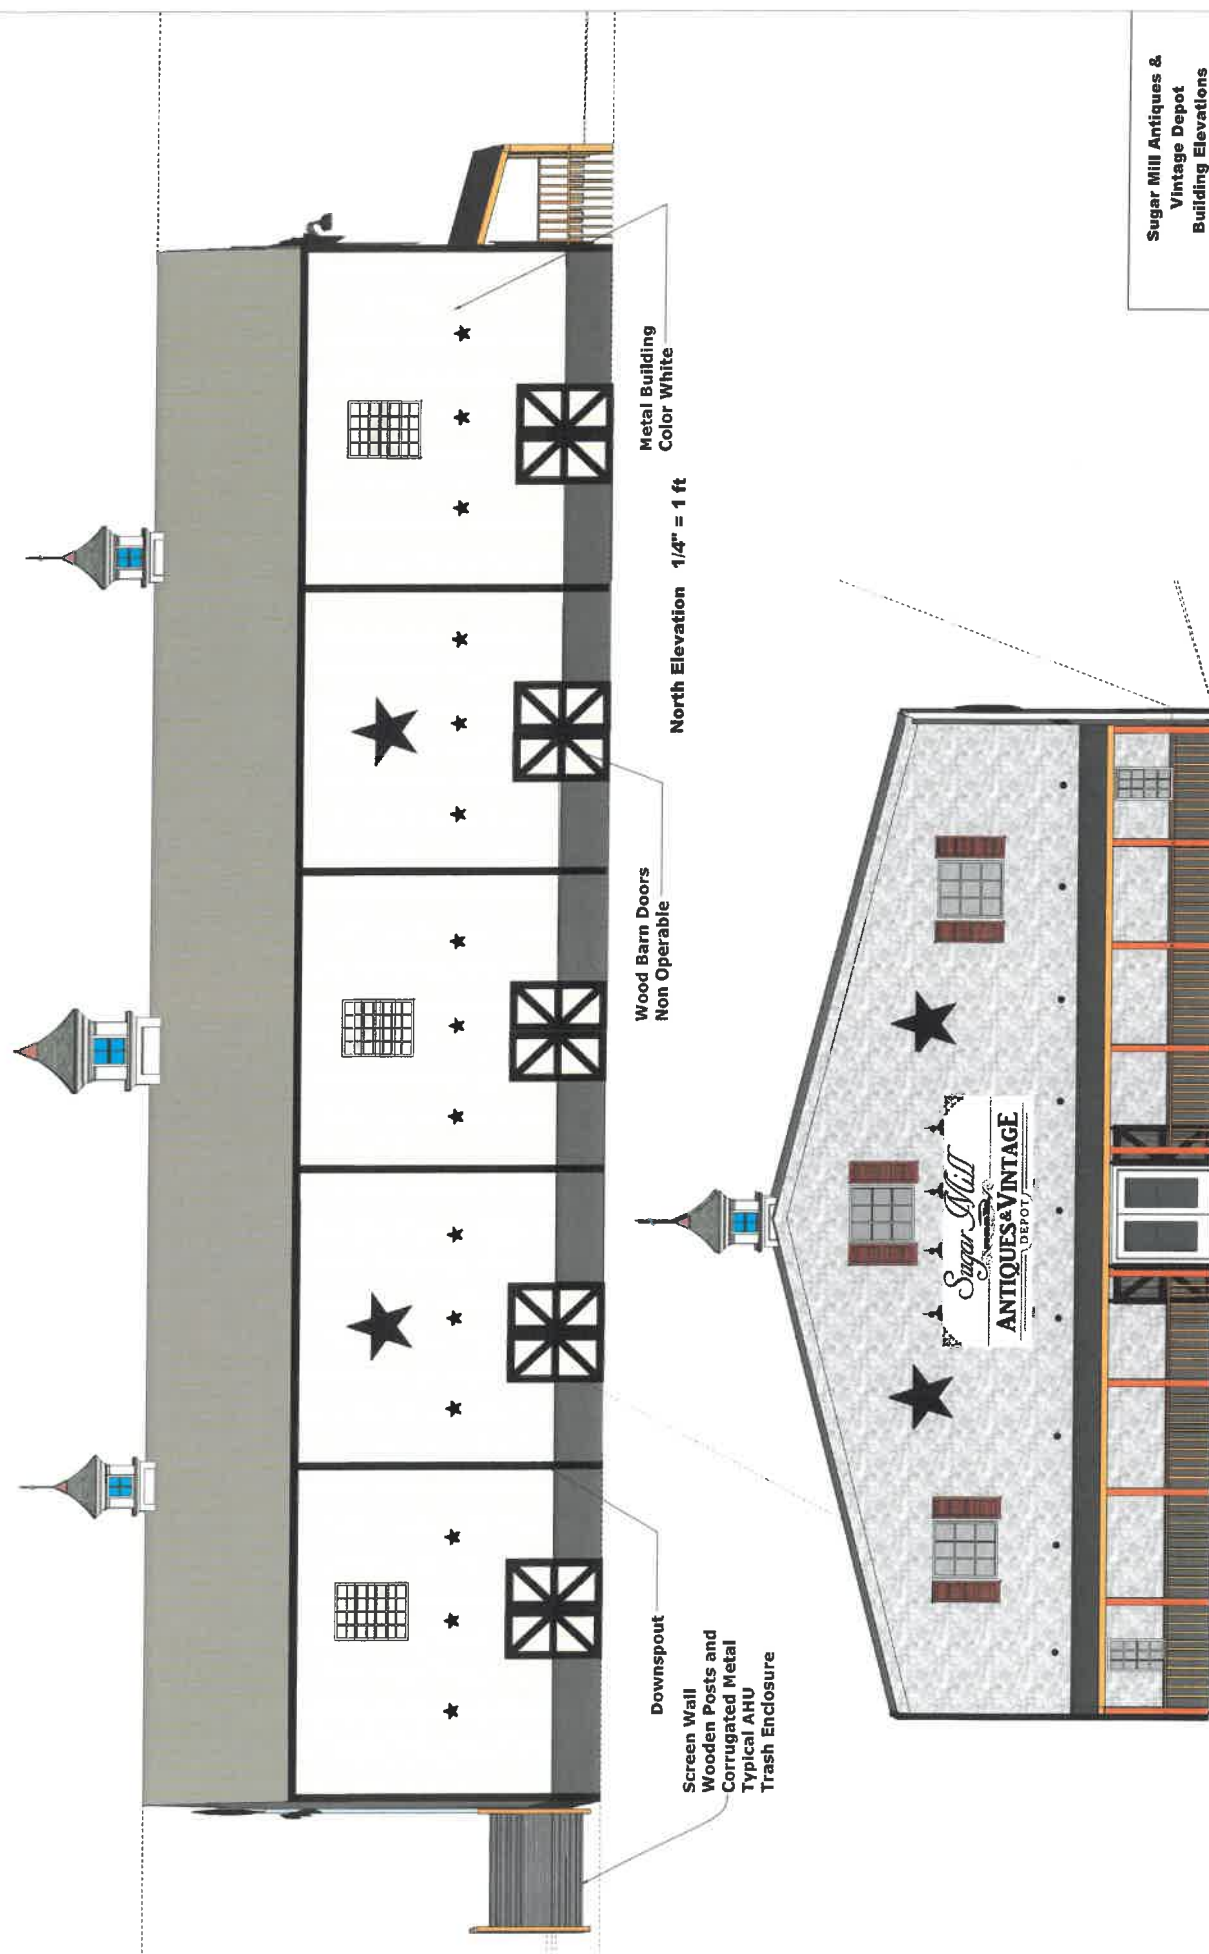 Screen Wall
Wooden Posts and
Corrugated Metal
Typical AHU
Trash Enclosure
Downspout
Wood Barn Doors
Non Operable
North Elevation 1/4" = 1 ft
Metal Building
Color White
Sugar Mill
ANTIQUES & VINTAGE
DEPOT
Sugar Mill Antiques &
Vintage Depot
Building Elevations